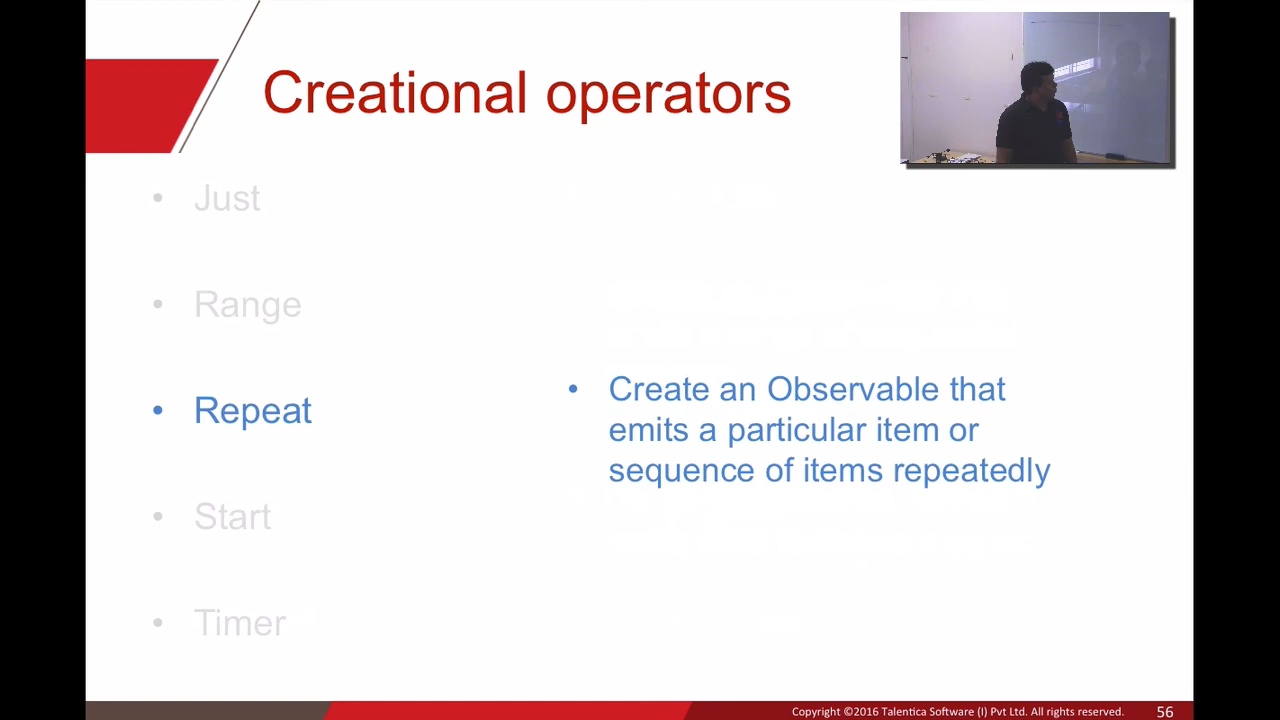 Creational operators
• Just
• Range
• Repeat
• Create an Observable that
emits a particular item or
sequence of items repeatedly
• Start
• Timer
Copyright ©2016 Talentica Software (I) Pvt Ltd. All rights reserved.
56